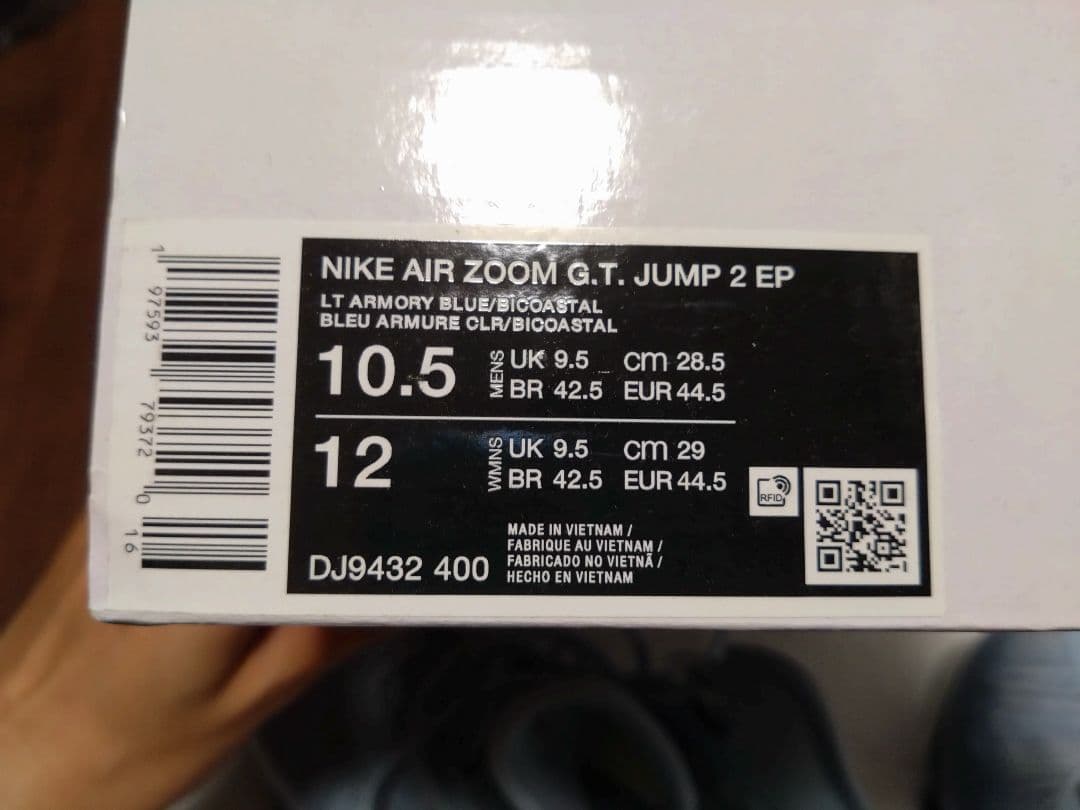 NIKE AIR ZOOM G.T. JUMP 2 EP
LT ARMORY BLUE/BICOASTAL
BLEU ARMURE CLR/BICOASTAL
10.5 MENS UK 9.5 cm 28.5
BR 42.5 EUR 44.5
12 WMNS UK 9.5 cm 29
BR 42.5 EUR 44.5
RFID
MADE IN VIETNAM /
FABRIQUE AU VIETNAM /
FABRICADO NO VIETNÃ /
HECHO EN VIETNAM
DJ9432 400
1 97593 79372 0 16